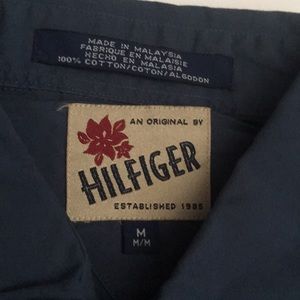 MADE IN MALAYSIA
FABRIQUE EN MALAISIE
HECHO EN MALASIA
100% COTTON/COTON/ALGODON
AN ORIGINAL BY
HILFIGER
ESTABLISHED 1985
M
M/M